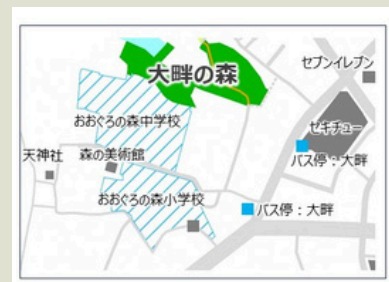 大畔の森
セブンイレブン
おおぐろの森中学校
セキチュー
天神社
森の美術館
バス停：大畔
おおぐろの森小学校
バス停：大畔